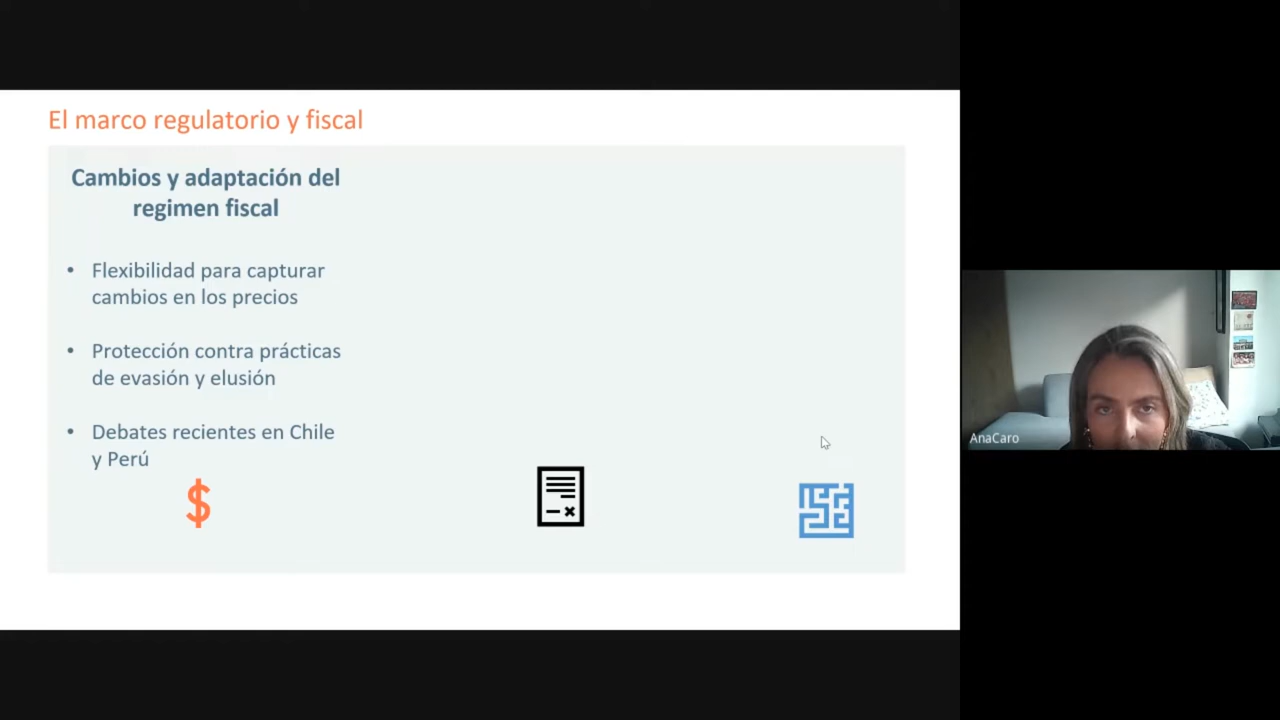 El marco regulatorio y fiscal
Cambios y adaptación del
regimen fiscal
• Flexibilidad para capturar
cambios en los precios
• Protección contra prácticas
de evasión y elusión
• Debates recientes en Chile
y Perú
$
AnaCaro